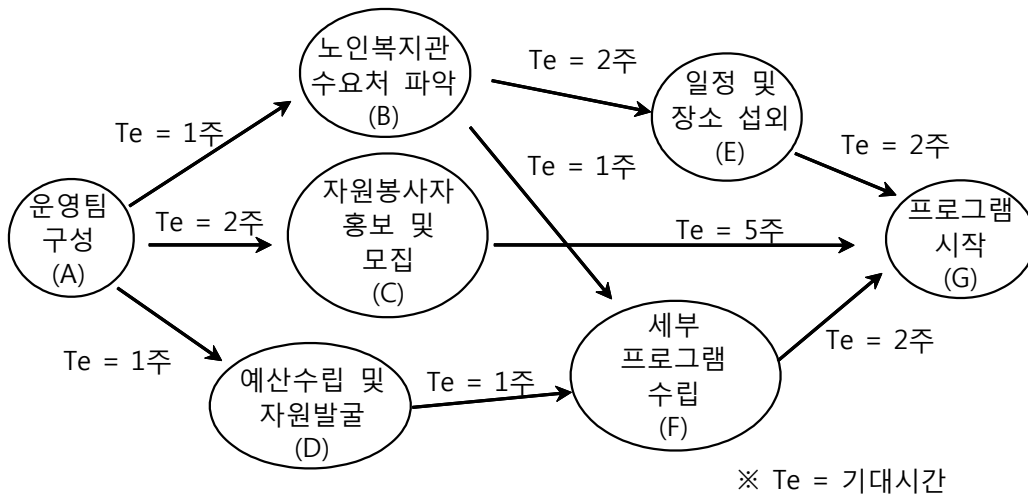 노인복지관
수요처 파악
(B)
Te = 2주
일정 및
장소 섭외
(E)
Te = 1주
Te = 1주
Te = 2주
운영팀
구성
(A)
Te = 2주
자원봉사자
홍보 및
모집
(C)
Te = 5주
프로그램
시작
(G)
Te = 1주
예산수립 및
자원발굴
(D)
Te = 1주
세부
프로그램
수립
(F)
Te = 2주
※ Te = 기대시간